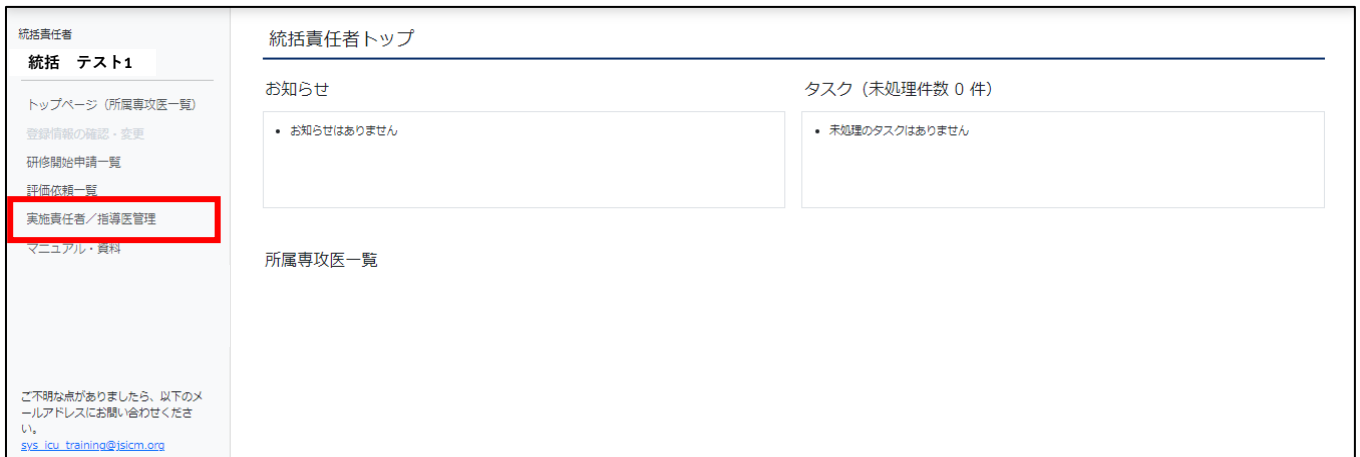 統括責任者
統括 テスト1
トップページ（所属専攻医一覧）
登録情報の確認・変更
研修開始申請一覧
評価依頼一覧
実施責任者／指導医管理
マニュアル・資料
ご不明な点がありましたら、以下のメ
ールアドレスにお問い合わせくださ
い。
sys_icu_training@jsicm.org
統括責任者トップ
お知らせ
• お知らせはありません
タスク（未処理件数 0 件）
• 未処理のタスクはありません
所属専攻医一覧